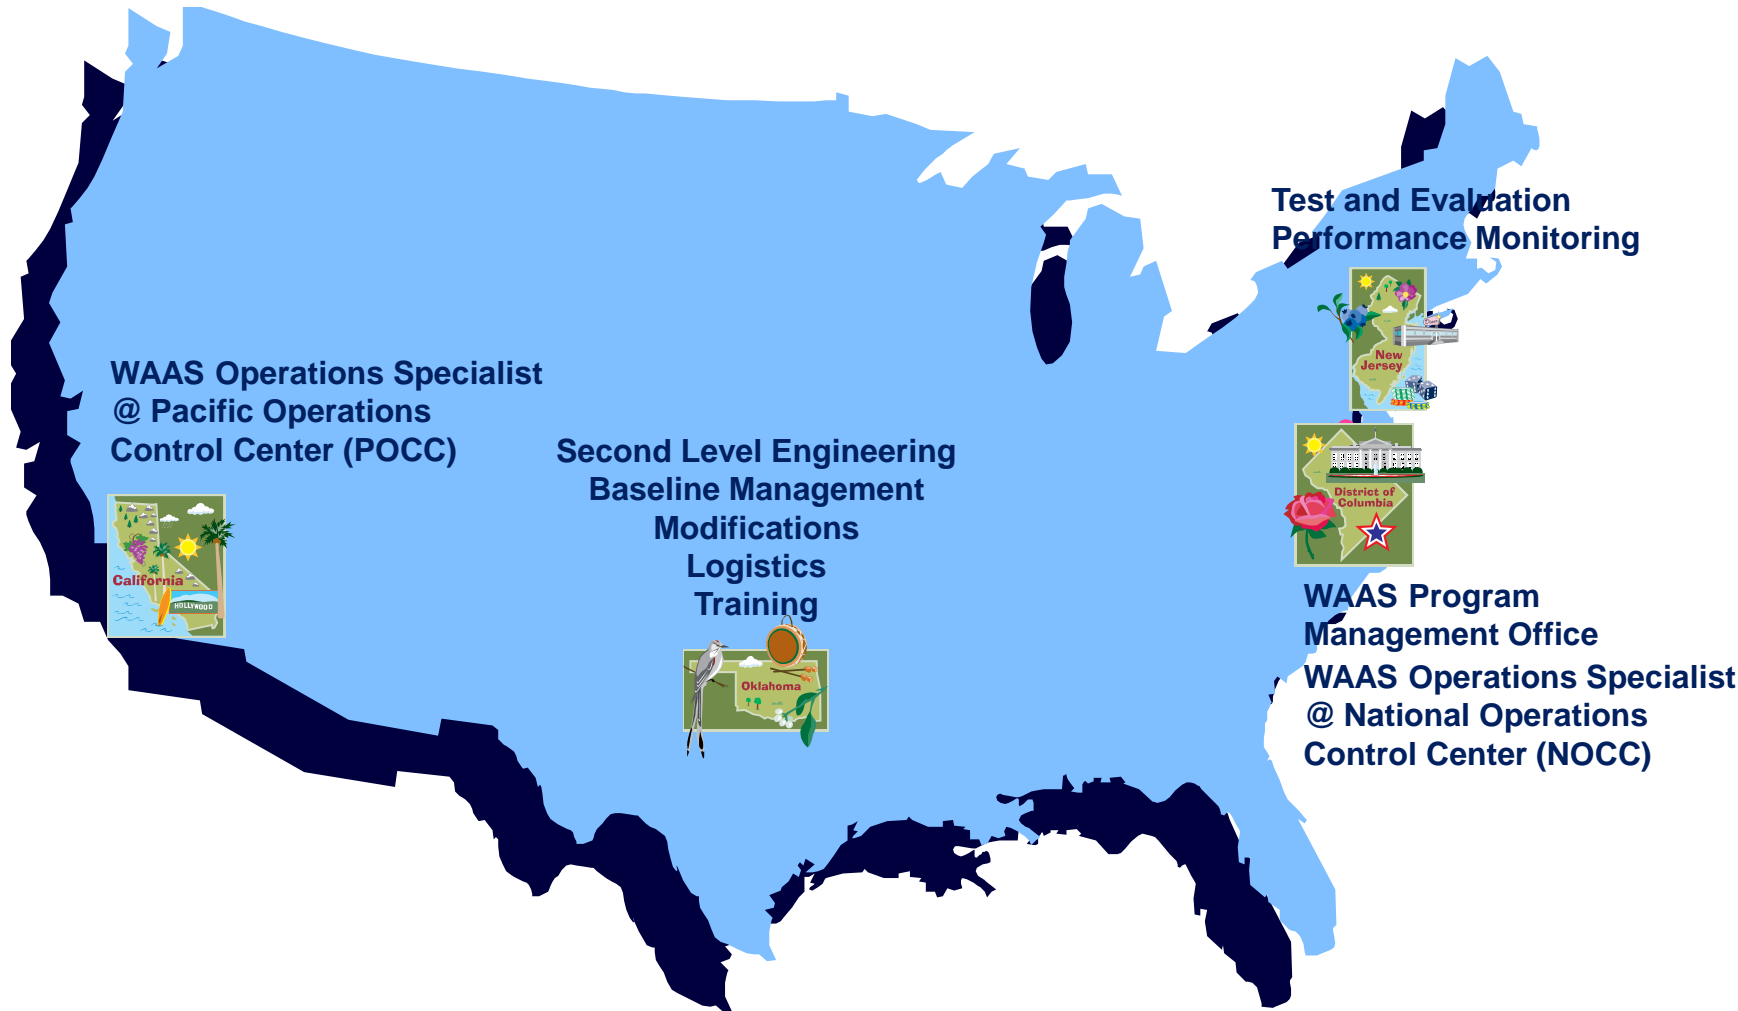 Test and Evaluation
Performance Monitoring
New
Jersey
WAAS Operations Specialist
@ Pacific Operations
Control Center (POCC)
California
HOLLYWOOD
Second Level Engineering
Baseline Management
Modifications
Logistics
Training
Oklahoma
District of
Columbia
WAAS Program
Management Office
WAAS Operations Specialist
@ National Operations
Control Center (NOCC)